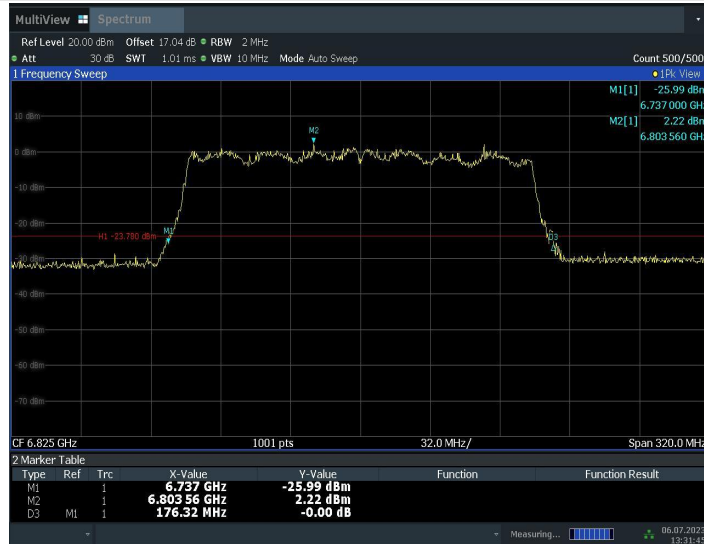 MultiView Spectrum
Ref Level 20.00 dBm Offset 17.04 dB RBW 2 MHz
Att 30 dB SWT 1.01 ms VBW 10 MHz Mode Auto Sweep Count 500/500
1 Frequency Sweep 1Pk View
M1[1] -25.99 dBm
6.737 000 GHz
M2[1] 2.22 dBm
6.803 560 GHz
10 dBm
M2
0 dBm
-10 dBm
-20 dBm
M1
H1 -23.780 dBm
D3
-30 dBm
-40 dBm
-50 dBm
-60 dBm
-70 dBm
CF 6.825 GHz 1001 pts 32.0 MHz/ Span 320.0 MHz
2 Marker Table
Type Ref Trc X-Value Y-Value Function Function Result
M1 1 6.737 GHz -25.99 dBm
M2 1 6.803 56 GHz 2.22 dBm
D3 M1 1 176.32 MHz -0.00 dB
Measuring... 06.07.2023
13:31:45